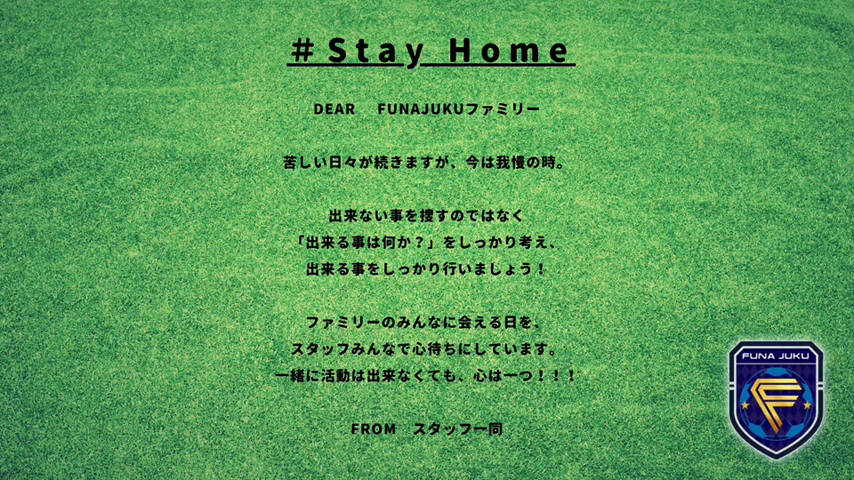 ＃Stay Home
DEAR　FUNAJUKUファミリー
苦しい日々が続きますが、今は我慢の時。
出来ない事を捜すのではなく
「出来る事は何か？」をしっかり考え、
出来る事をしっかり行いましょう！
ファミリーのみんなに会える日を、
スタッフみんなで心待ちにしています。
一緒に活動は出来なくても、心は一つ！！！
FROM　スタッフ一同
FUNA JUKU